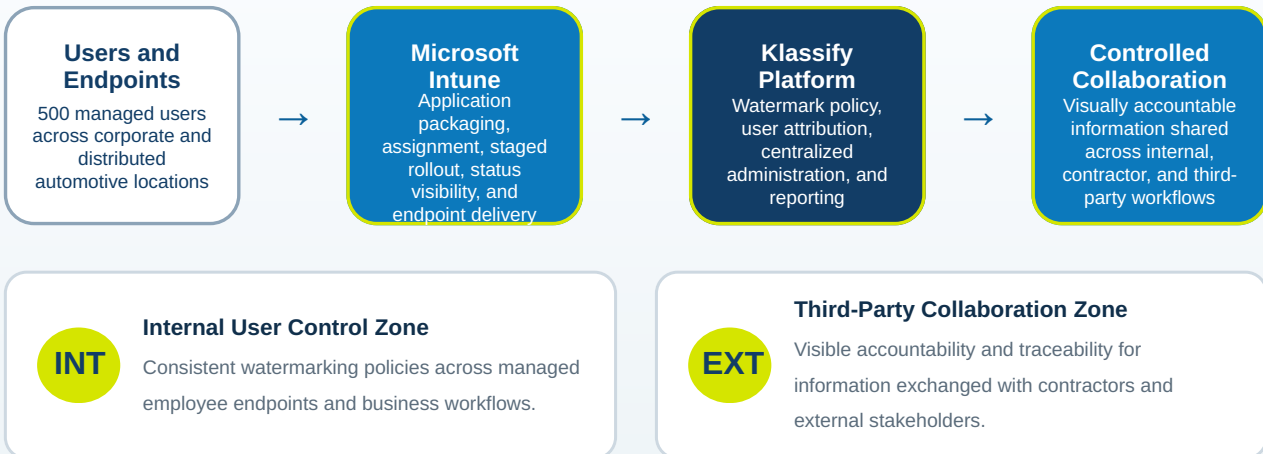 Users and
Endpoints
500 managed users
across corporate and
distributed
automotive locations
→
Microsoft
Intune
Application
packaging,
assignment, staged
rollout, status
visibility, and
endpoint delivery
→
Klassify
Platform
Watermark policy,
user attribution,
centralized
administration, and
reporting
→
Controlled
Collaboration
Visually accountable
information shared
across internal,
contractor, and third-
party workflows
INT
Internal User Control Zone
Consistent watermarking policies across managed
employee endpoints and business workflows.
EXT
Third-Party Collaboration Zone
Visible accountability and traceability for
information exchanged with contractors and
external stakeholders.